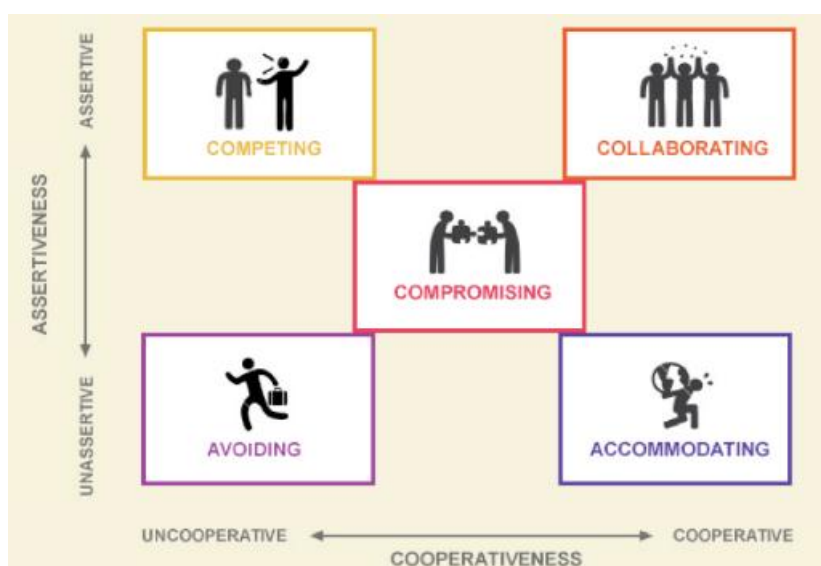 ASSERTIVE
ASSERTIVENESS
UNASSERTIVE
COMPETING
COLLABORATING
COMPROMISING
AVOIDING
ACCOMMODATING
UNCOOPERATIVE
COOPERATIVE
COOPERATIVENESS